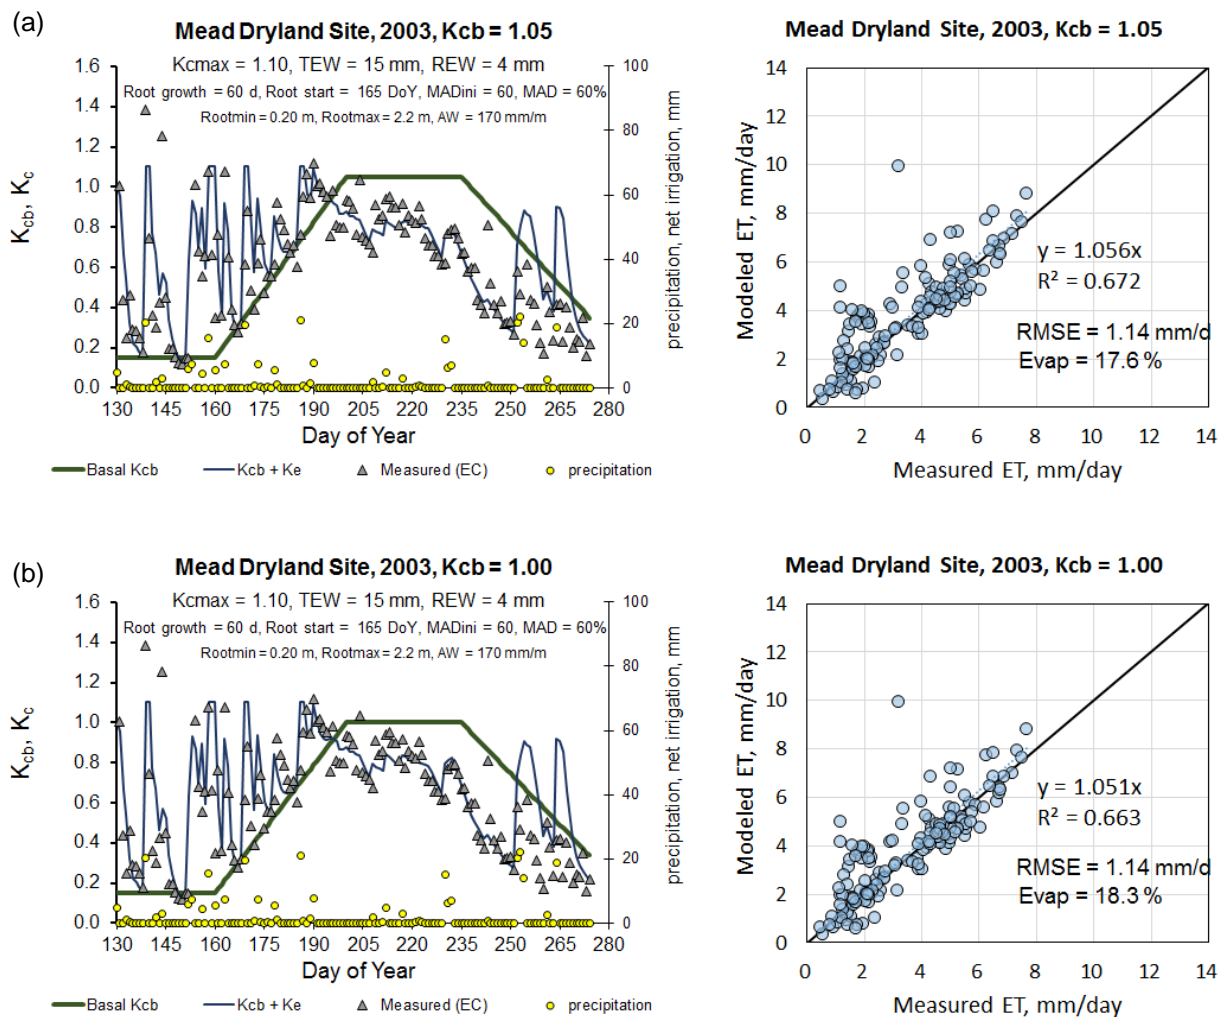 (a)
Mead Dryland Site, 2003, Kcb = 1.05
Kcmax = 1.10, TEW = 15 mm, REW = 4 mm
Root growth = 60 d, Root start = 165 DoY, MADini = 60, MAD = 60%
Rootmin = 0.20 m, Rootmax = 2.2 m, AW = 170 mm/m
1.6
1.4
1.2
1.0
0.8
0.6
0.4
0.2
0.0
Kcb, Kc
100
80
60
40
20
0
precipitation, net irrigation, mm
130 145 160 175 190 205 220 235 250 265 280
Day of Year
Basal Kcb Kcb + Ke Measured (EC) precipitation
Mead Dryland Site, 2003, Kcb = 1.05
14
12
10
8
6
4
2
0
Modeled ET, mm/day
y = 1.056x
R² = 0.672
RMSE = 1.14 mm/d
Evap = 17.6 %
0 2 4 6 8 10 12 14
Measured ET, mm/day
(b)
Mead Dryland Site, 2003, Kcb = 1.00
Kcmax = 1.10, TEW = 15 mm, REW = 4 mm
Root growth = 60 d, Root start = 165 DoY, MADini = 60, MAD = 60%
Rootmin = 0.20 m, Rootmax = 2.2 m, AW = 170 mm/m
1.6
1.4
1.2
1.0
0.8
0.6
0.4
0.2
0.0
Kcb, Kc
100
80
60
40
20
0
precipitation, net irrigation, mm
130 145 160 175 190 205 220 235 250 265 280
Day of Year
Basal Kcb Kcb + Ke Measured (EC) precipitation
Mead Dryland Site, 2003, Kcb = 1.00
14
12
10
8
6
4
2
0
Modeled ET, mm/day
y = 1.051x
R² = 0.663
RMSE = 1.14 mm/d
Evap = 18.3 %
0 2 4 6 8 10 12 14
Measured ET, mm/day